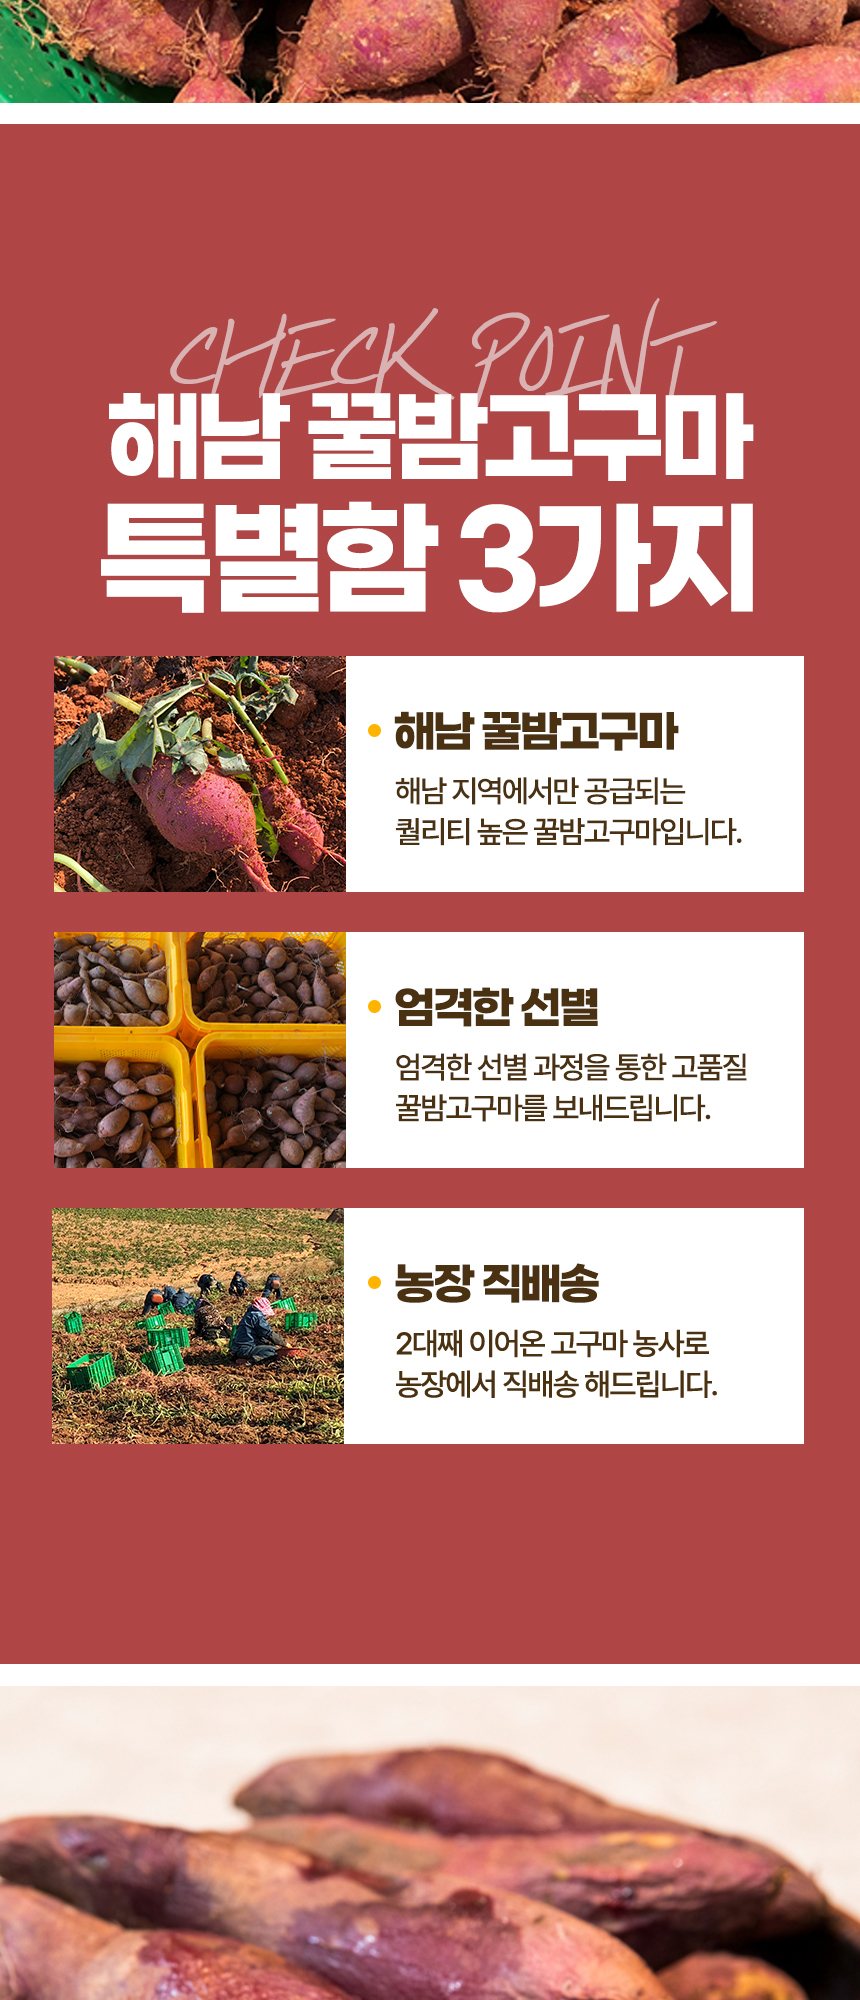 CHECK POINT
해남 꿀밤고구마
특별함 3가지
해남 꿀밤고구마
해남 지역에서만 공급되는
퀄리티 높은 꿀밤고구마입니다.
엄격한 선별
엄격한 선별 과정을 통한 고품질
꿀밤고구마를 보내드립니다.
농장 직배송
2대째 이어온 고구마 농사로
농장에서 직배송 해드립니다.